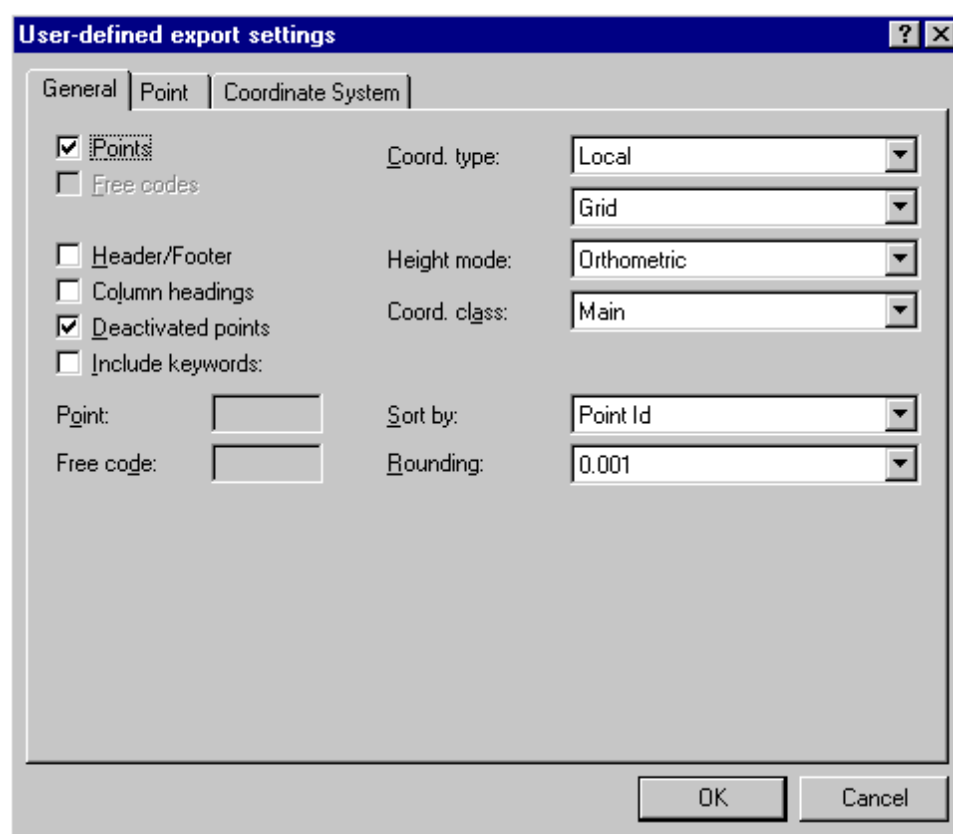 User-defined export settings
General Point Coordinate System
Points
Free codes
Header/Footer
Column headings
Deactivated points
Include keywords:
Point:
Free code:
Coord. type: Local
Grid
Height mode: Orthometric
Coord. class: Main
Sort by: Point Id
Rounding: 0.001
OK Cancel